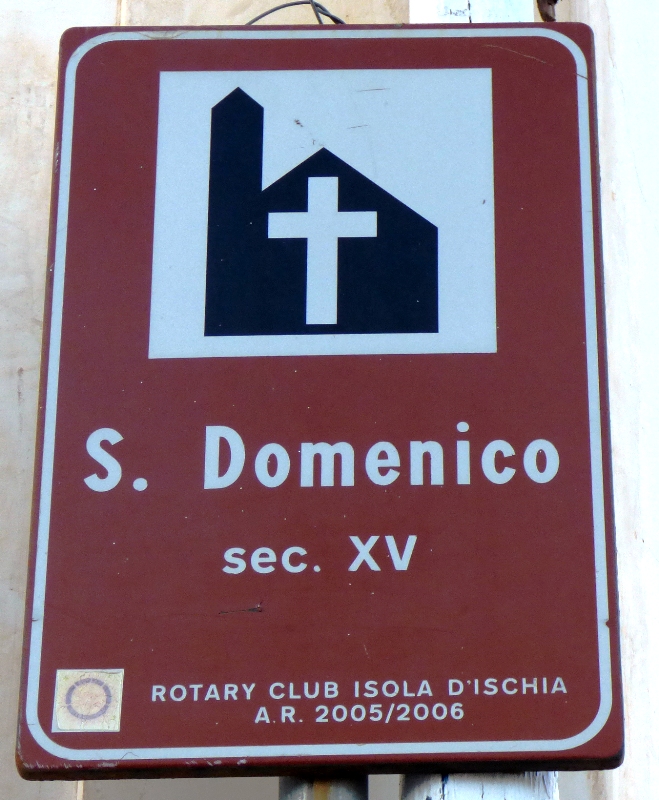 S. Domenico
sec. XV
ROTARY CLUB ISOLA D'ISCHIA
A.R. 2005/2006